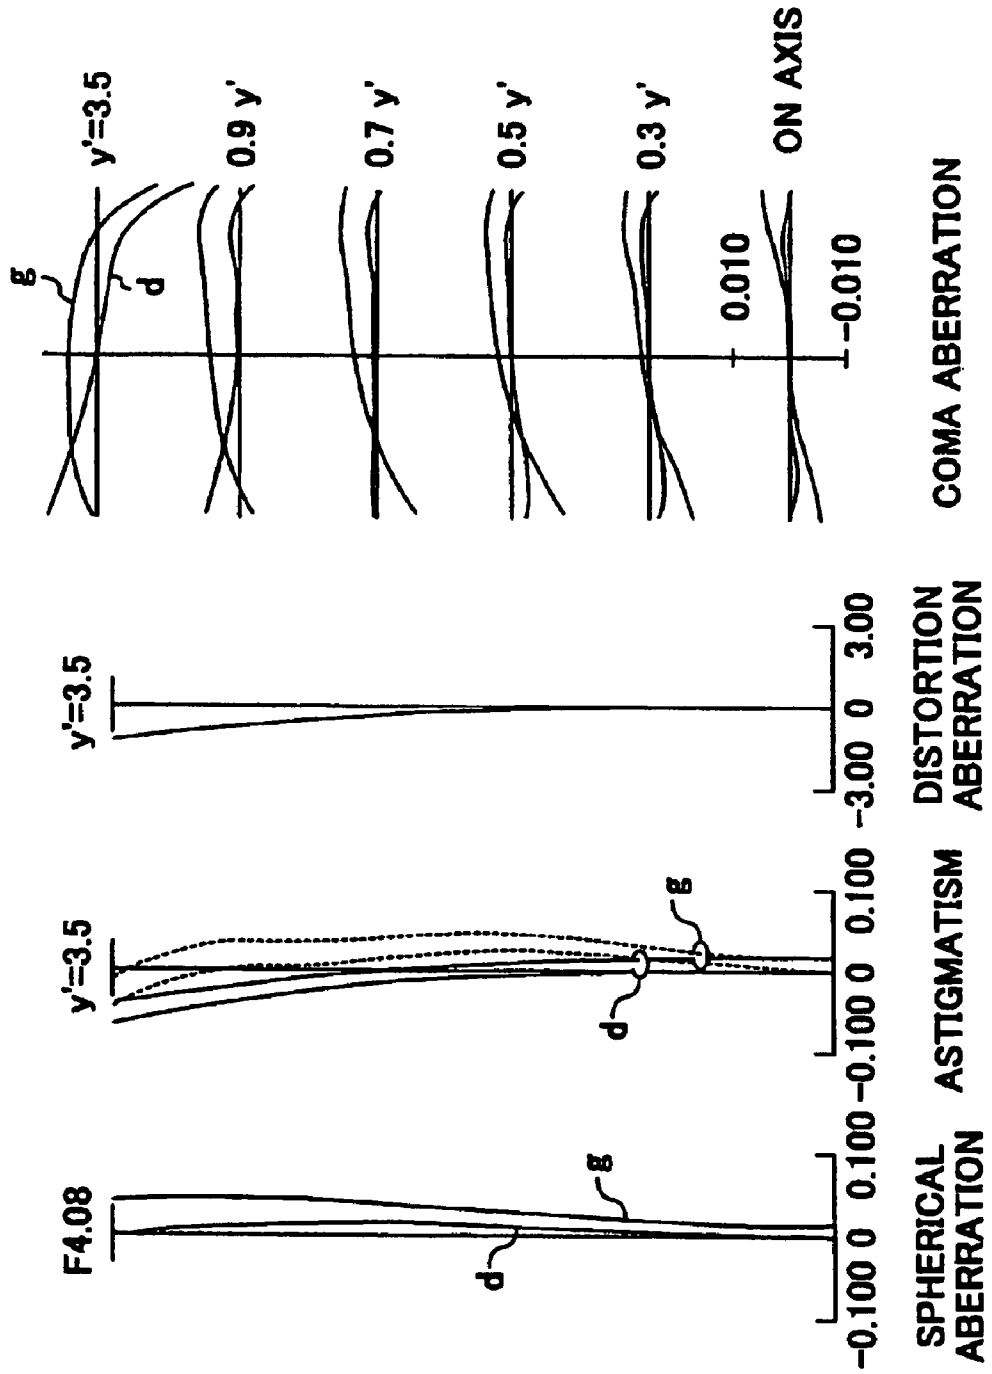 F4.08
g
d
-0.100 0 0.100
SPHERICAL
ABERRATION
y'=3.5
g
d
-0.100 0 0.100
ASTIGMATISM
y'=3.5
-3.00 0 3.00
DISTORTION
ABERRATION
y'=3.5
g
d
0.9 y'
0.7 y'
0.5 y'
0.3 y'
0.010
ON AXIS
-0.010
COMA ABERRATION